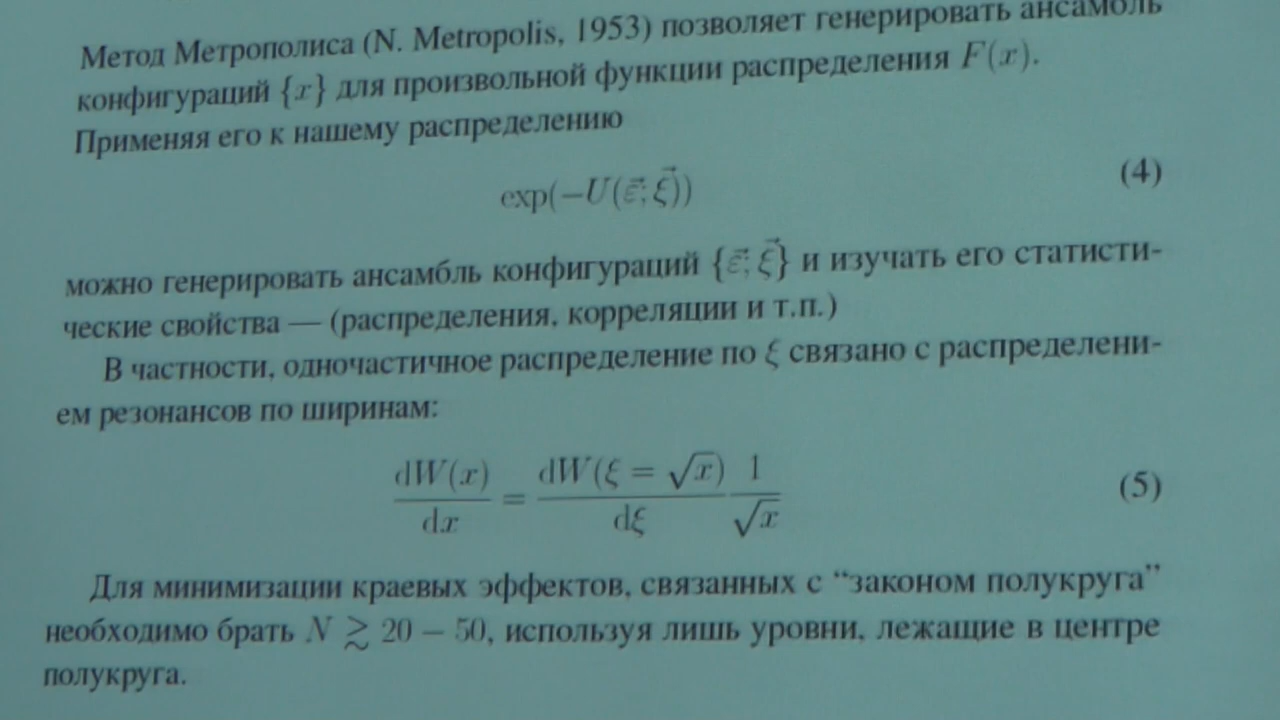 Метод Метрополиса (N. Metropolis, 1953) позволяет генерировать ансамбль
конфигураций {x} для произвольной функции распределения F(x).
Применяя его к нашему распределению
exp(−U(ε⃗; ξ⃗)) (4)
можно генерировать ансамбль конфигураций {ε⃗; ξ⃗} и изучать его статисти-
ческие свойства — (распределения, корреляции и т.п.)
В частности, одночастичное распределение по ξ связано с распределени-
ем резонансов по ширинам:
dW(x)/dx = dW(ξ = √x)/dξ 1/√x (5)
Для минимизации краевых эффектов, связанных с “законом полукруга”
необходимо брать N ≳ 20 − 50, используя лишь уровни, лежащие в центре
полукруга.